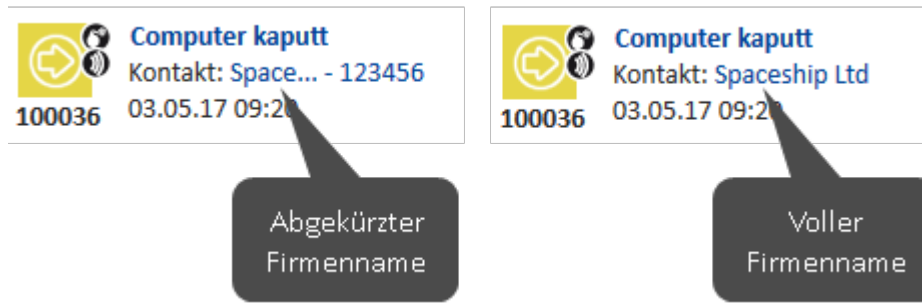 Computer kaputt
Kontakt: Space... - 123456
100036
03.05.17 09:20
Abgekürzter
Firmenname
Computer kaputt
Kontakt: Spaceship Ltd
100036
03.05.17 09:20
Voller
Firmenname